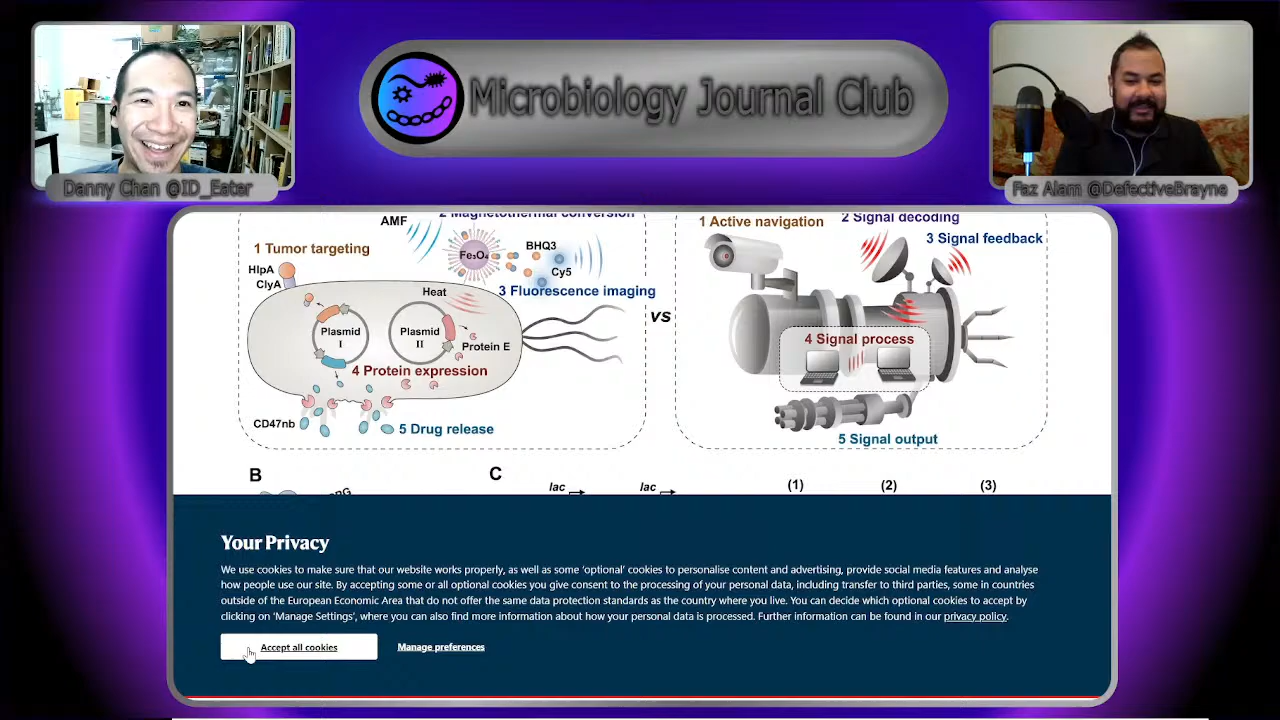 Microbiology Journal Club
Danny Chan @ID_Eater
Faz Alam @DefectiveBrayne
AMF
2 Magnetothermal conversion
1 Tumor targeting
HlpA
ClyA
Fe₃O₄
BHQ3
Cy5
3 Fluorescence imaging
Heat
Plasmid
I
Plasmid
II
Protein E
4 Protein expression
CD47nb
5 Drug release
vs
1 Active navigation
2 Signal decoding
3 Signal feedback
4 Signal process
5 Signal output
B
C
lac
lac
(1)
(2)
(3)
Your Privacy
We use cookies to make sure that our website works properly, as well as some ‘optional’ cookies to personalise content and advertising, provide social media features and analyse
how people use our site. By accepting some or all optional cookies you give consent to the processing of your personal data, including transfer to third parties, some in countries
outside of the European Economic Area that do not offer the same data protection standards as the country where you live. You can decide which optional cookies to accept by
clicking on ‘Manage Settings’, where you can also find more information about how your personal data is processed. Further information can be found in our privacy policy.
Accept all cookies
Manage preferences